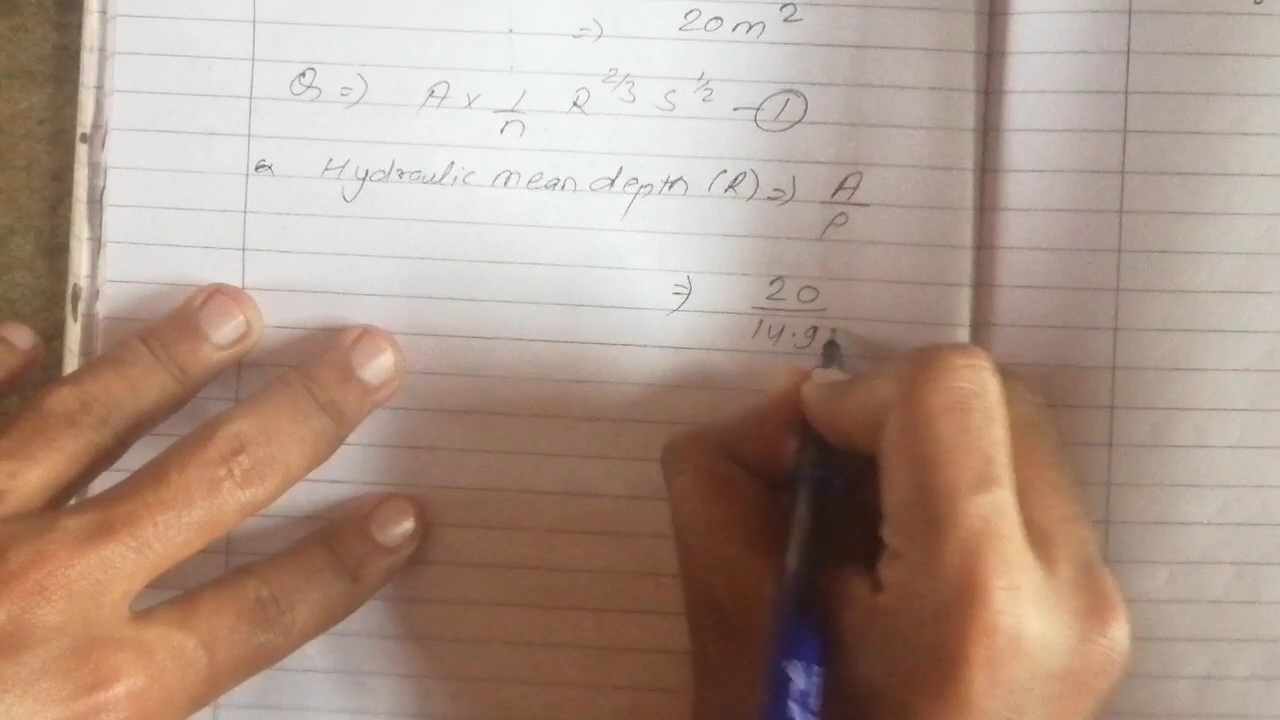 =) 20m²
Q =) A × 1/n R^2/3 S^1/2 - ①
Hydraulic mean depth (R) =) A/P
=) 20/14.9